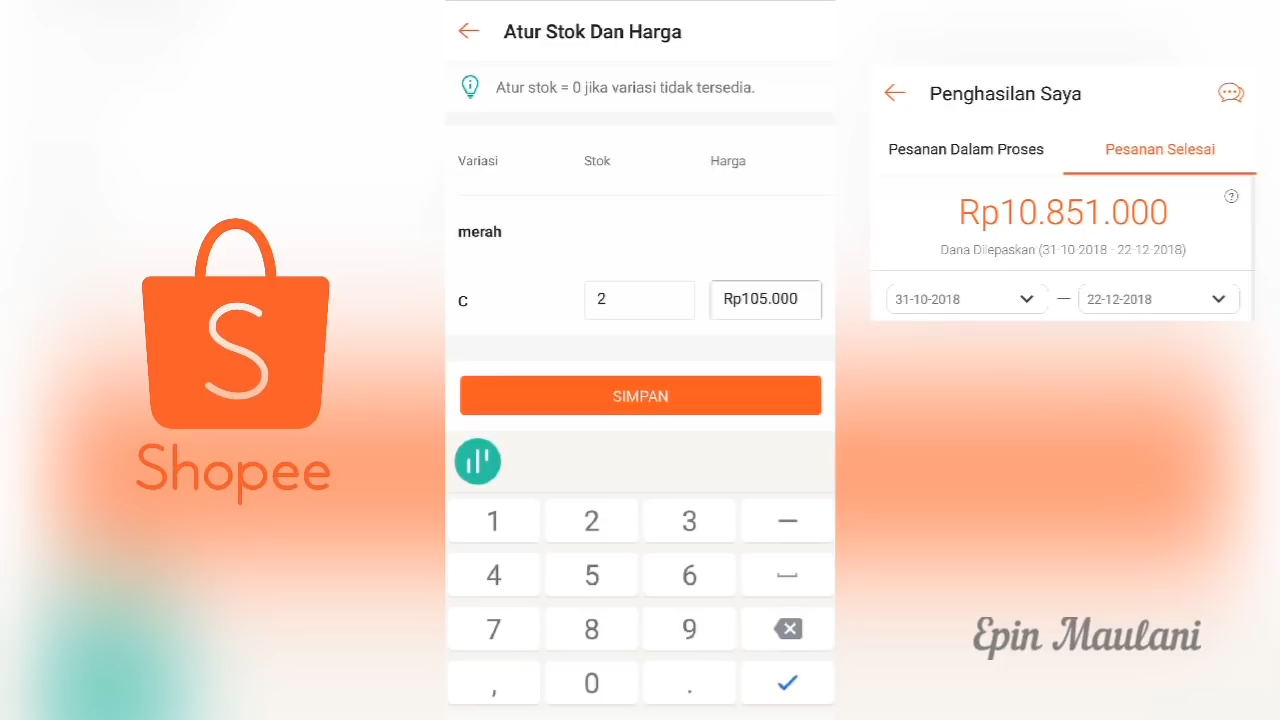 Shopee
Atur Stok Dan Harga
Atur stok = 0 jika variasi tidak tersedia.
Variasi Stok Harga
merah
C 2 Rp105.000
SIMPAN
1 2 3 –
4 5 6
7 8 9
, 0 .
Penghasilan Saya
Pesanan Dalam Proses Pesanan Selesai
Rp10.851.000
Dana Dilepaskan (31-10-2018 - 22-12-2018)
31-10-2018 — 22-12-2018
Epin Maulani